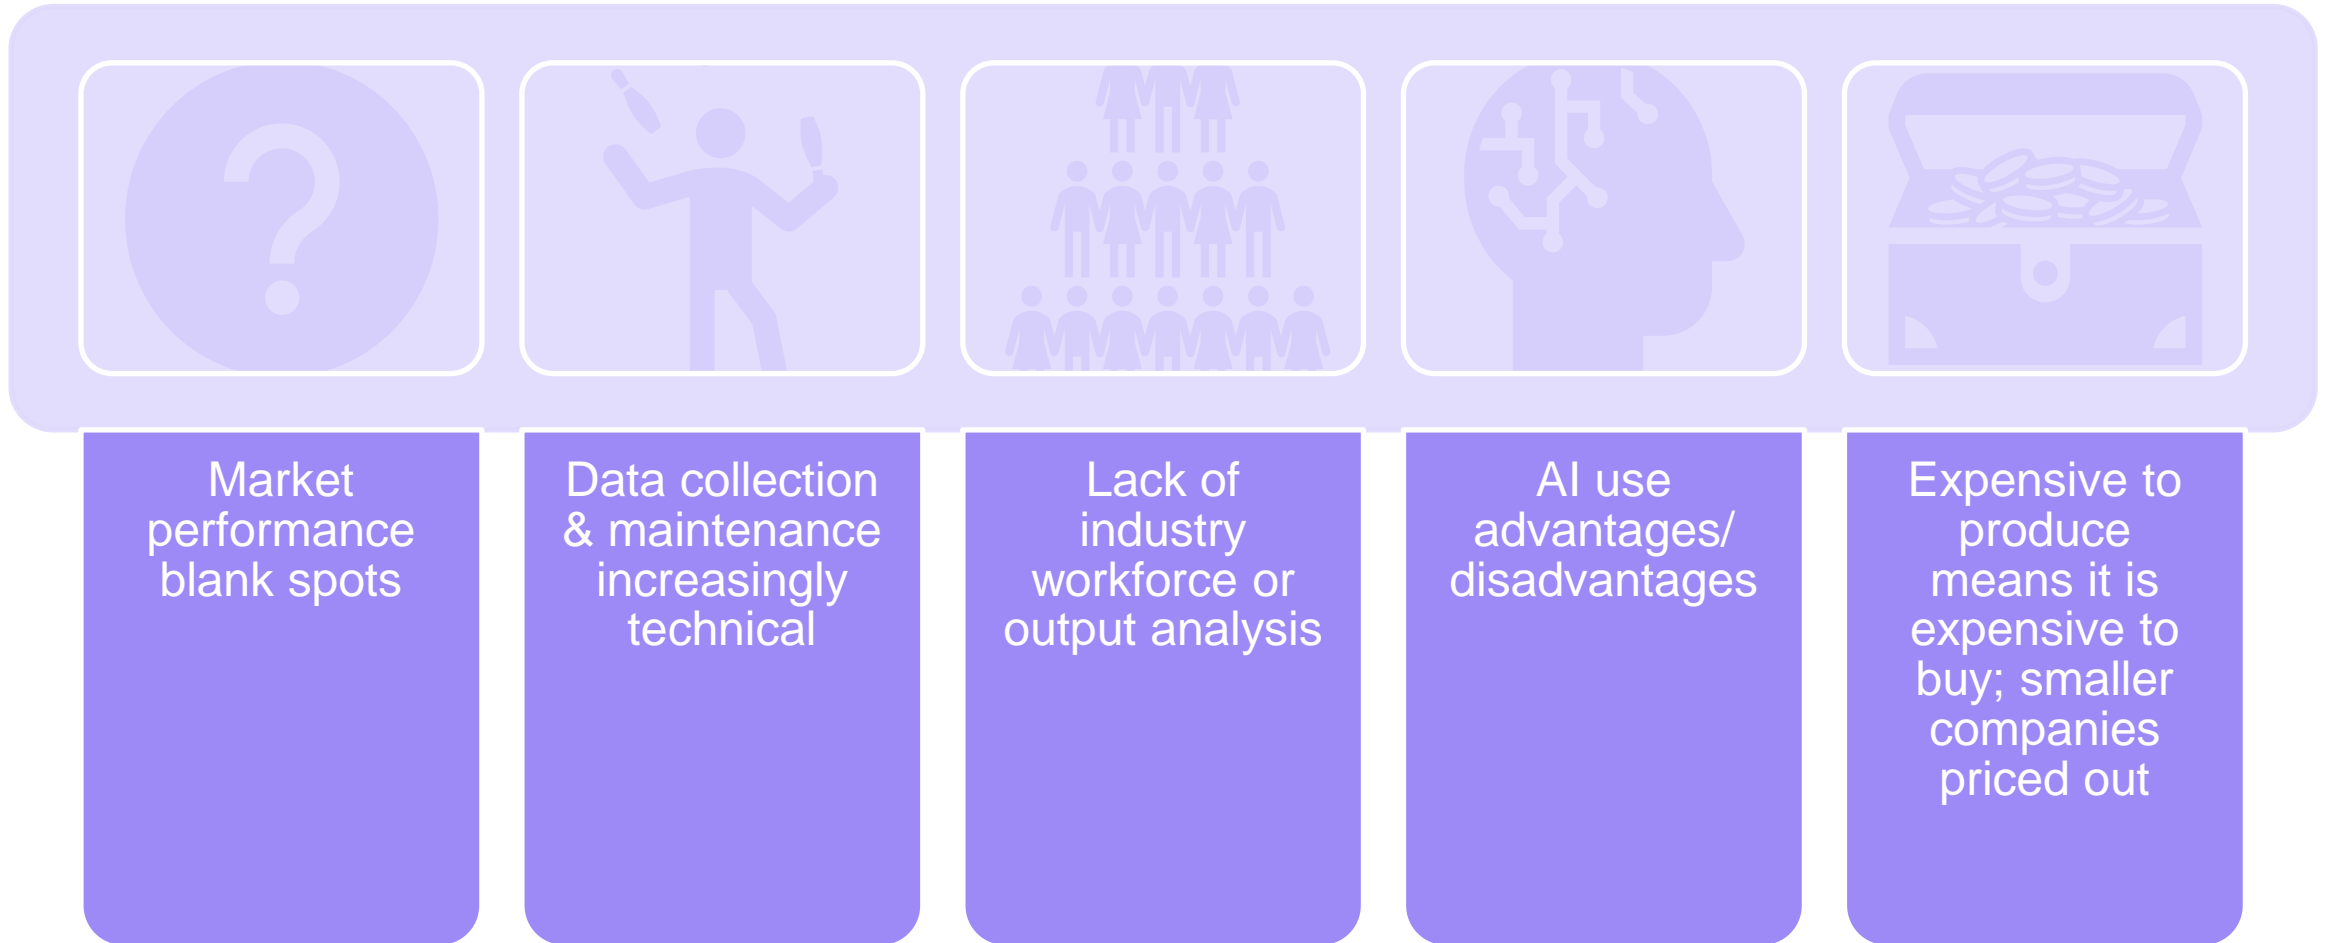 Market
performance
blank spots
Data collection
& maintenance
increasingly
technical
Lack of
industry
workforce or
output analysis
AI use
advantages/
disadvantages
Expensive to
produce
means it is
expensive to
buy; smaller
companies
priced out